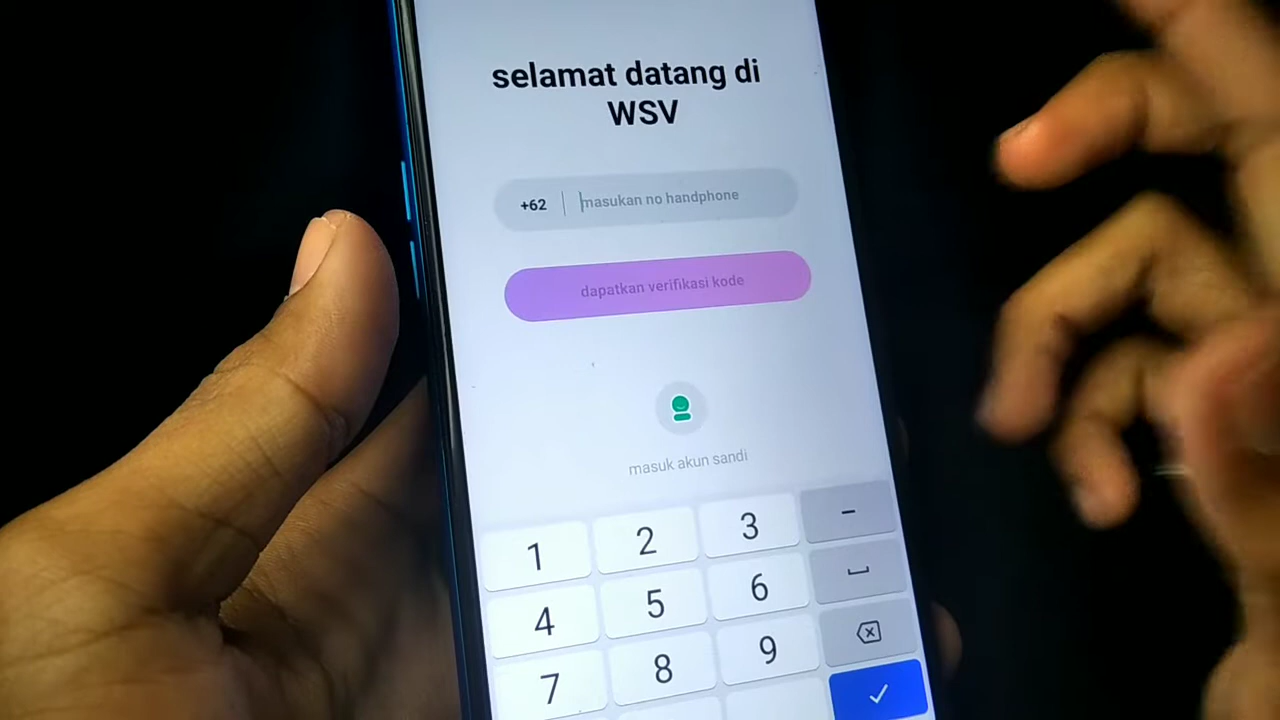 selamat datang di
WSV
+62 masukan no handphone
dapatkan verifikasi kode
masuk akun sandi
1 2 3 -
4 5 6
7 8 9